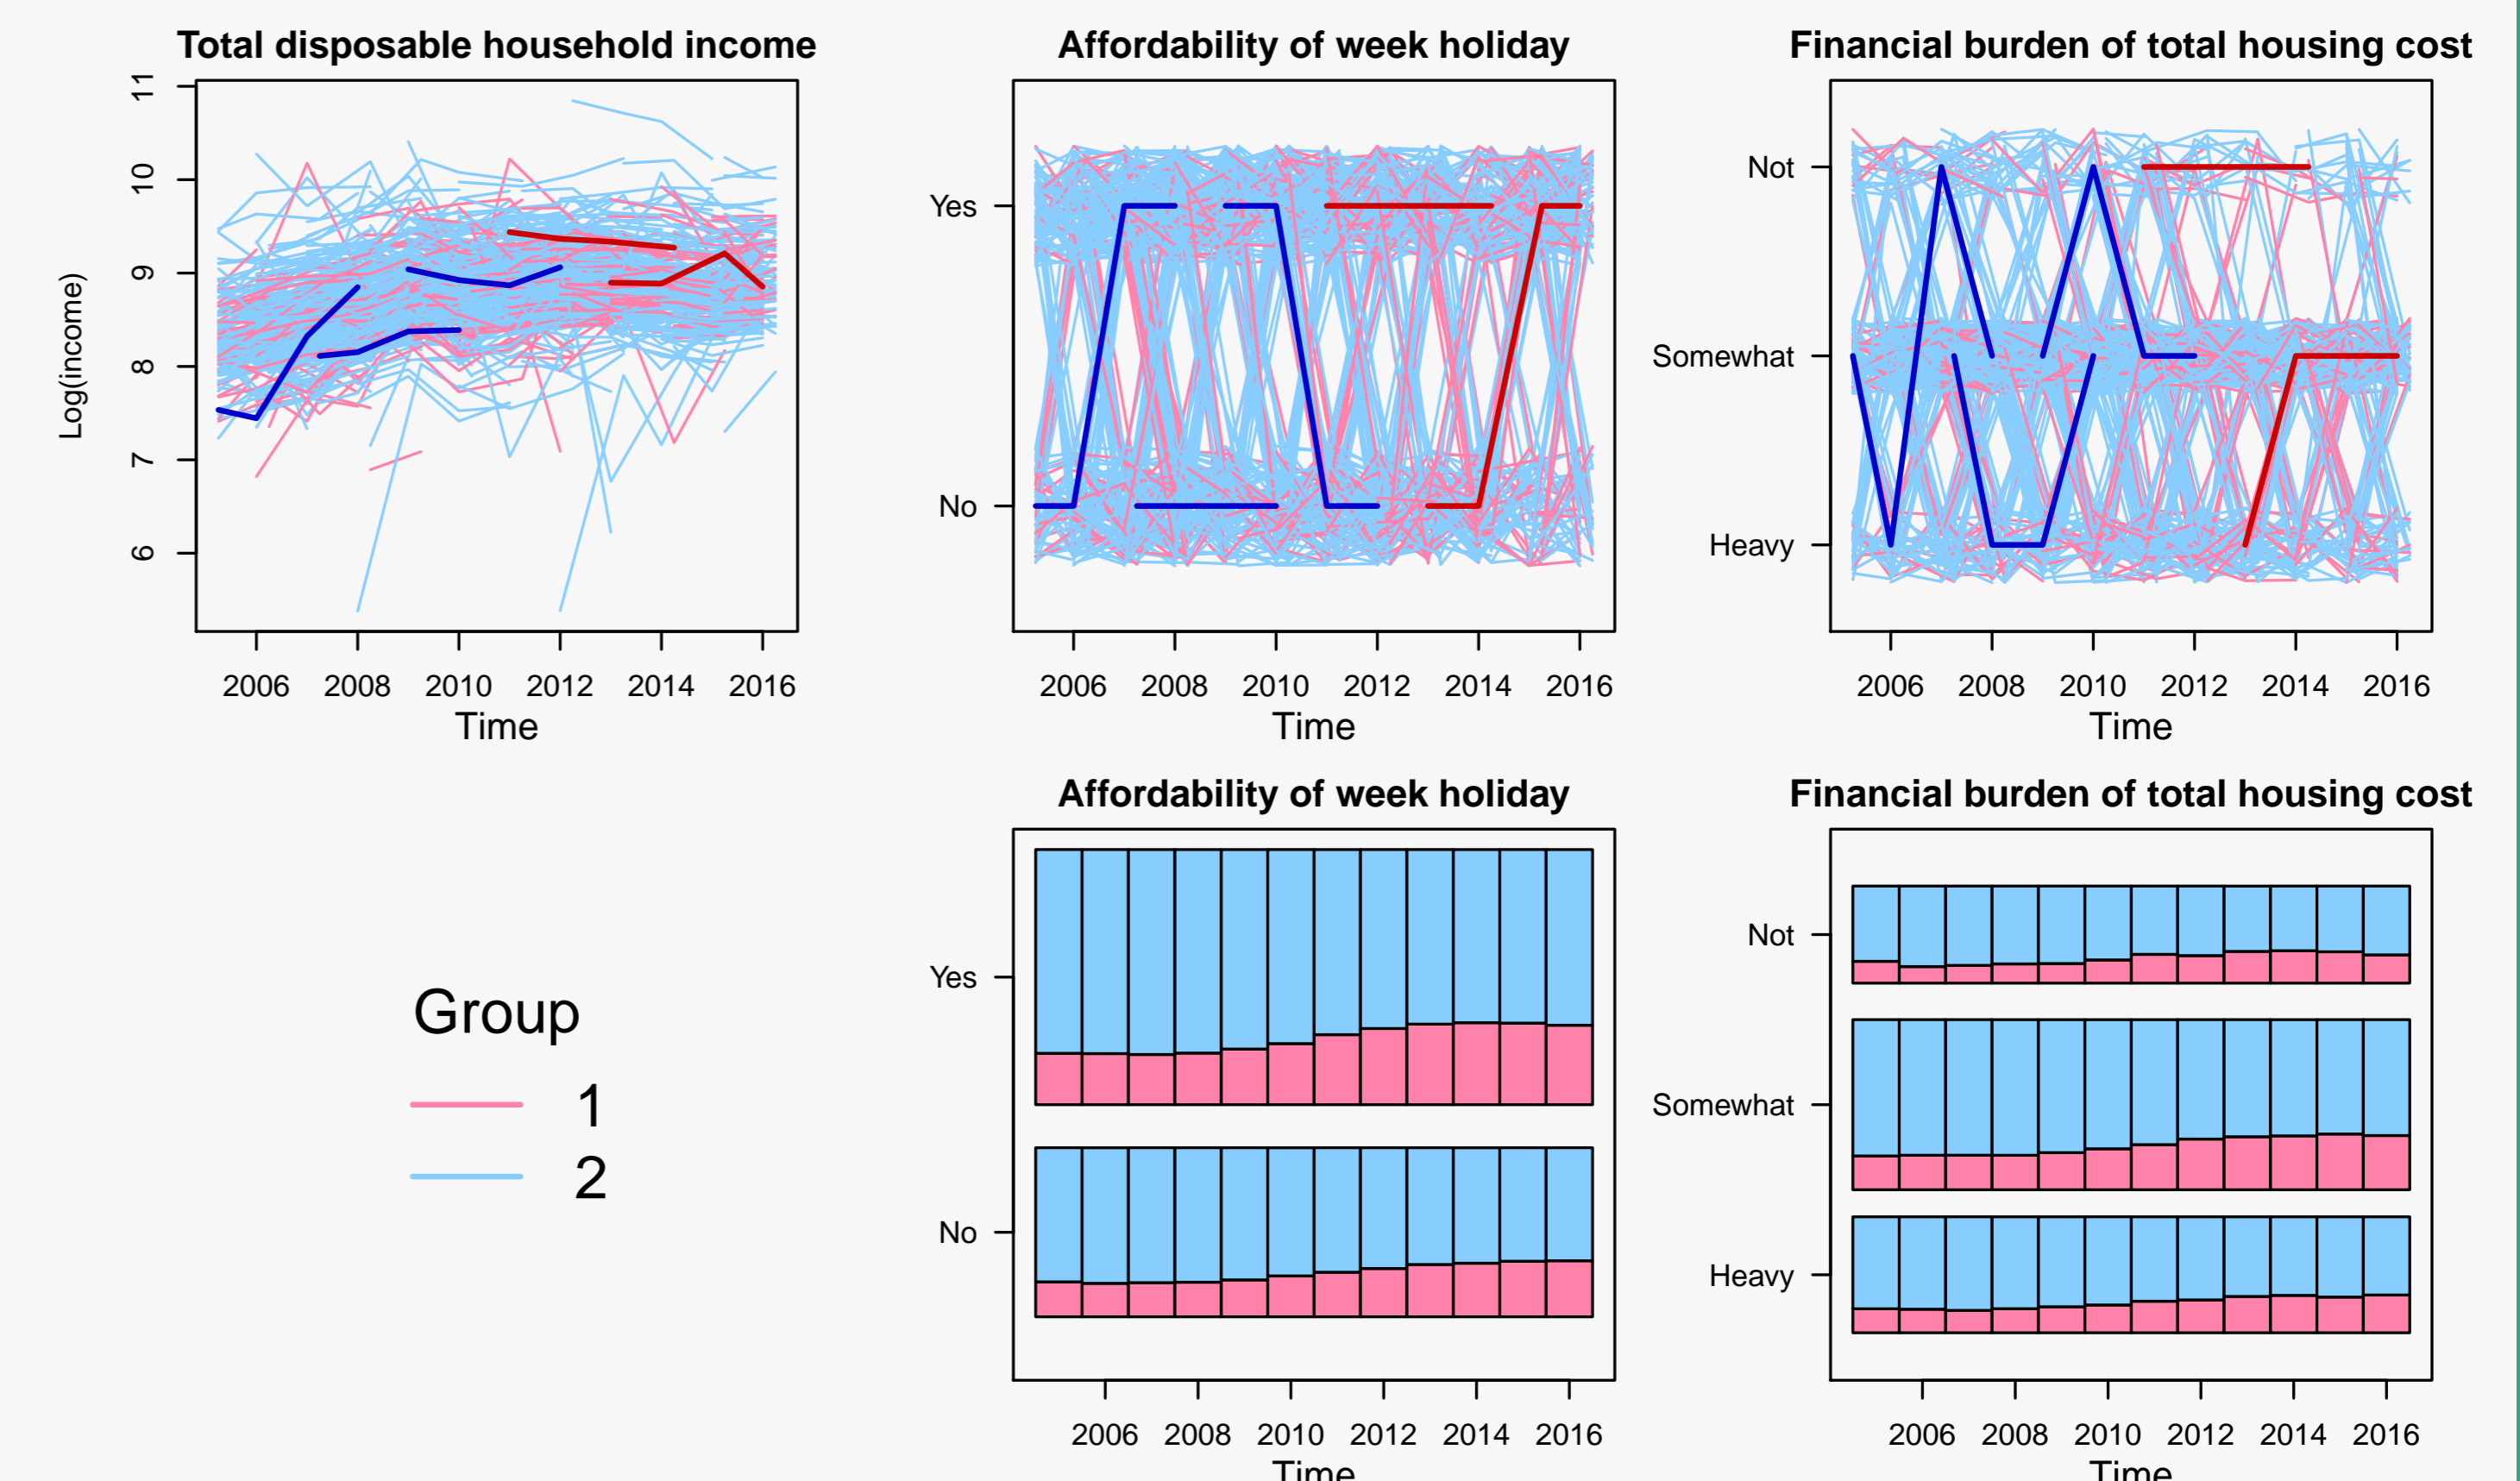 Total disposable household income
Log(income)
11
10
9
8
7
6
2006 2008 2010 2012 2014 2016
Time
Affordability of week holiday
Yes
No
2006 2008 2010 2012 2014 2016
Time
Financial burden of total housing cost
Not
Somewhat
Heavy
2006 2008 2010 2012 2014 2016
Time
Group
1
2
Affordability of week holiday
Yes
No
2006 2008 2010 2012 2014 2016
Time
Financial burden of total housing cost
Not
Somewhat
Heavy
2006 2008 2010 2012 2014 2016
Time